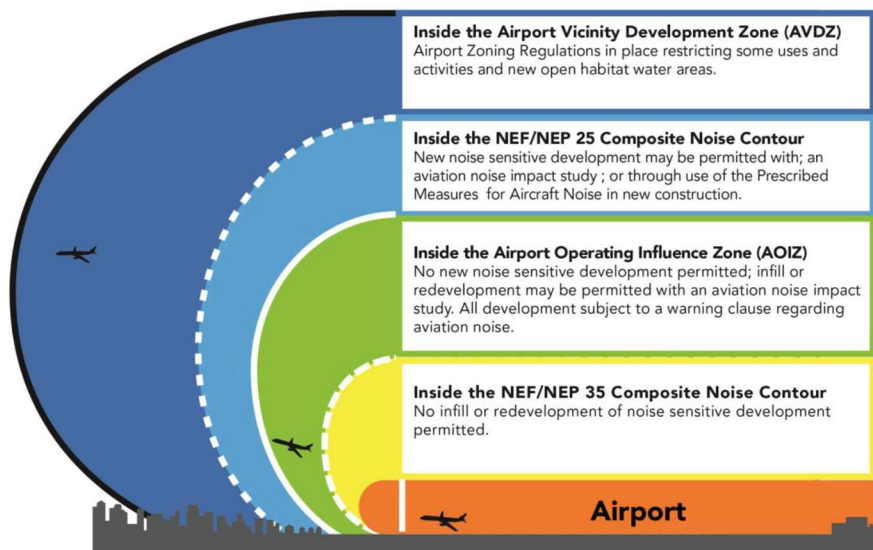 Inside the Airport Vicinity Development Zone (AVDZ)
Airport Zoning Regulations in place restricting some uses and
activities and new open habitat water areas.
Inside the NEF/NEP 25 Composite Noise Contour
New noise sensitive development may be permitted with; an
aviation noise impact study ; or through use of the Prescribed
Measures for Aircraft Noise in new construction.
Inside the Airport Operating Influence Zone (AOIZ)
No new noise sensitive development permitted; infill or
redevelopment may be permitted with an aviation noise impact
study. All development subject to a warning clause regarding
aviation noise.
Inside the NEF/NEP 35 Composite Noise Contour
No infill or redevelopment of noise sensitive development
permitted.
Airport